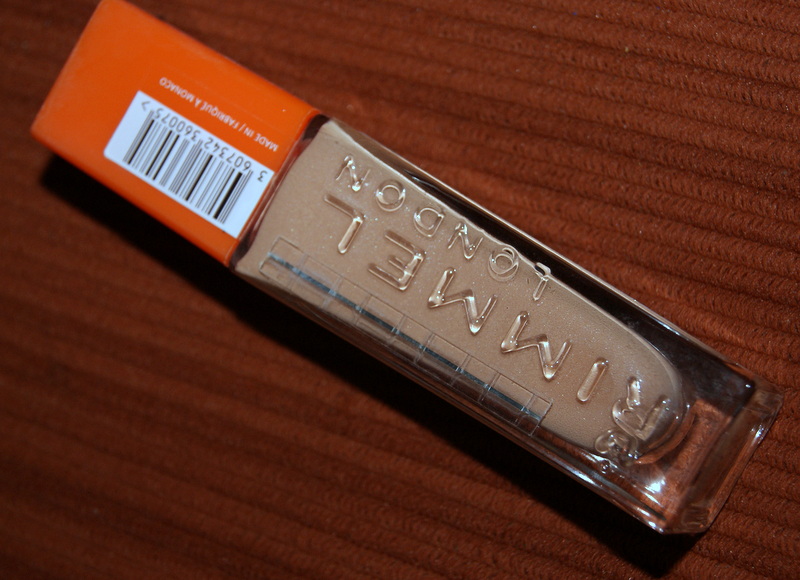 RIMMEL
LONDON
3 607342 360075 >
MADE IN / FABRIQUÉ À MONACO